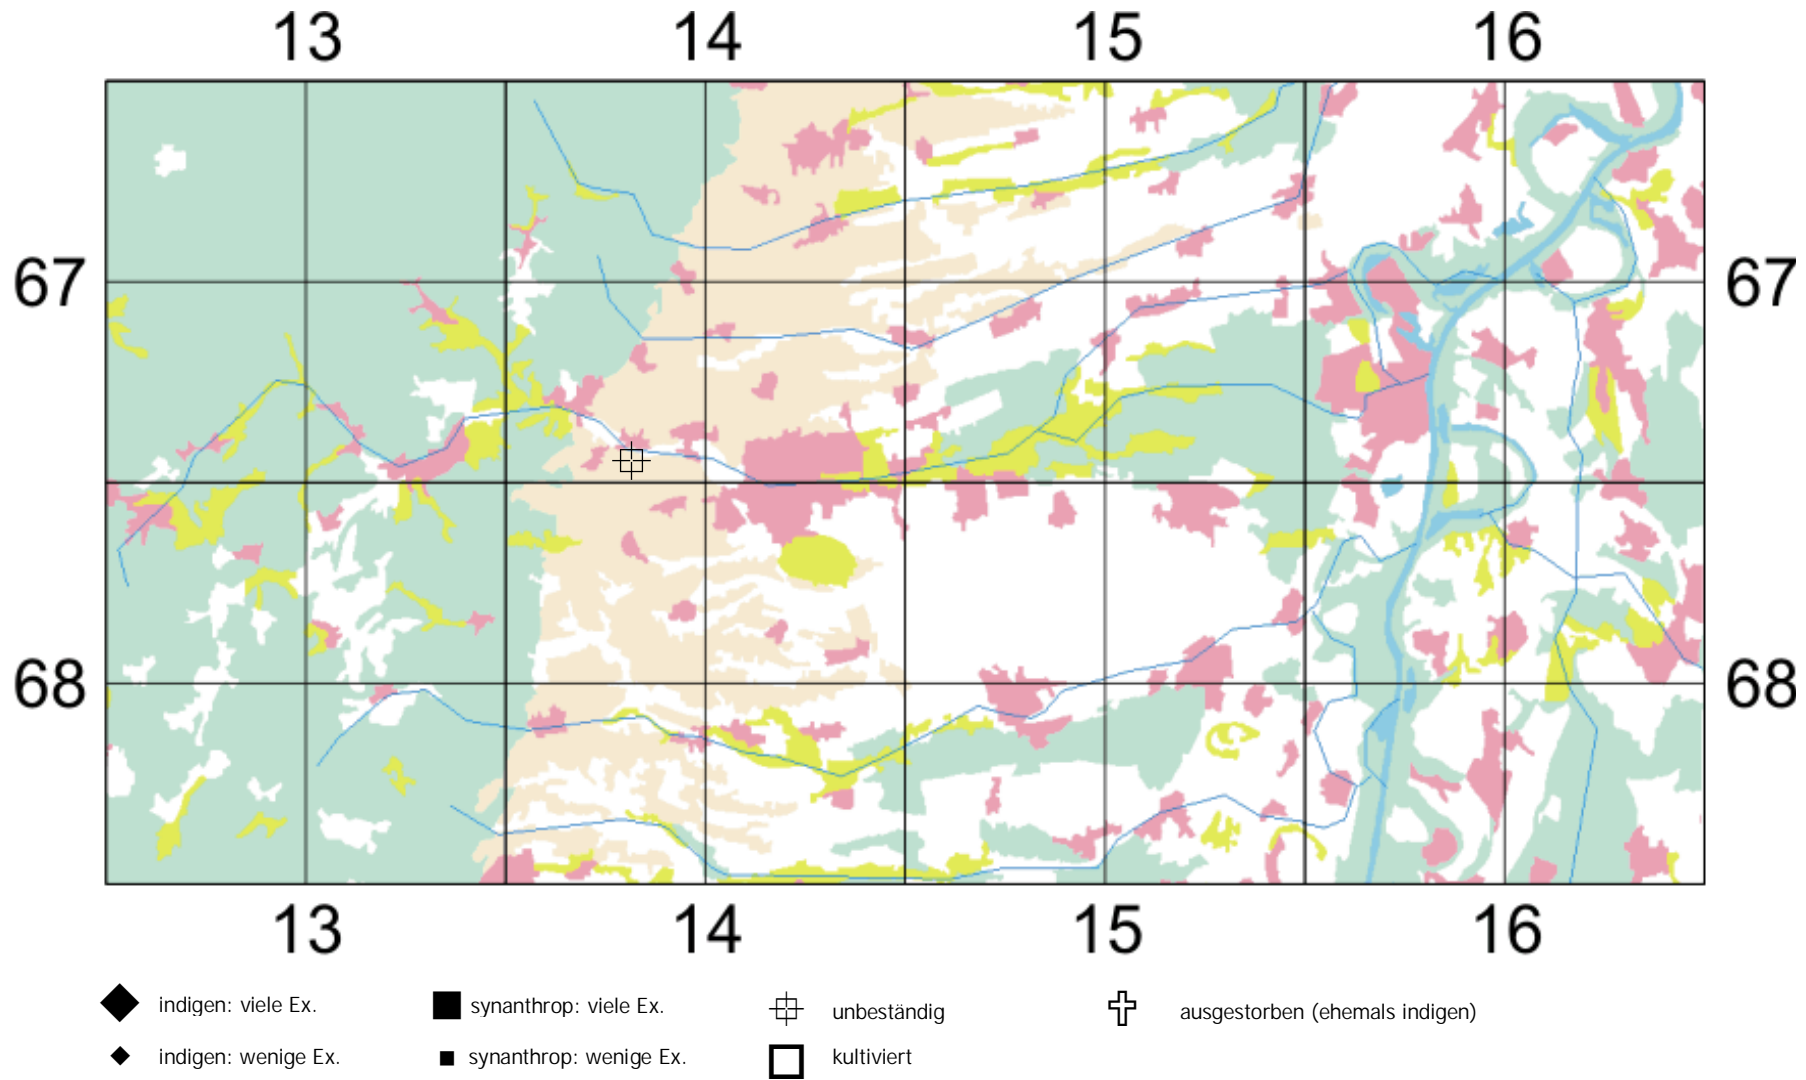 13 14 15 16
67 67
68 68
13 14 15 16
indigen: viele Ex. synanthrop: viele Ex. unbeständig ausgestorben (ehemals indigen)
indigen: wenige Ex. synanthrop: wenige Ex. kultiviert